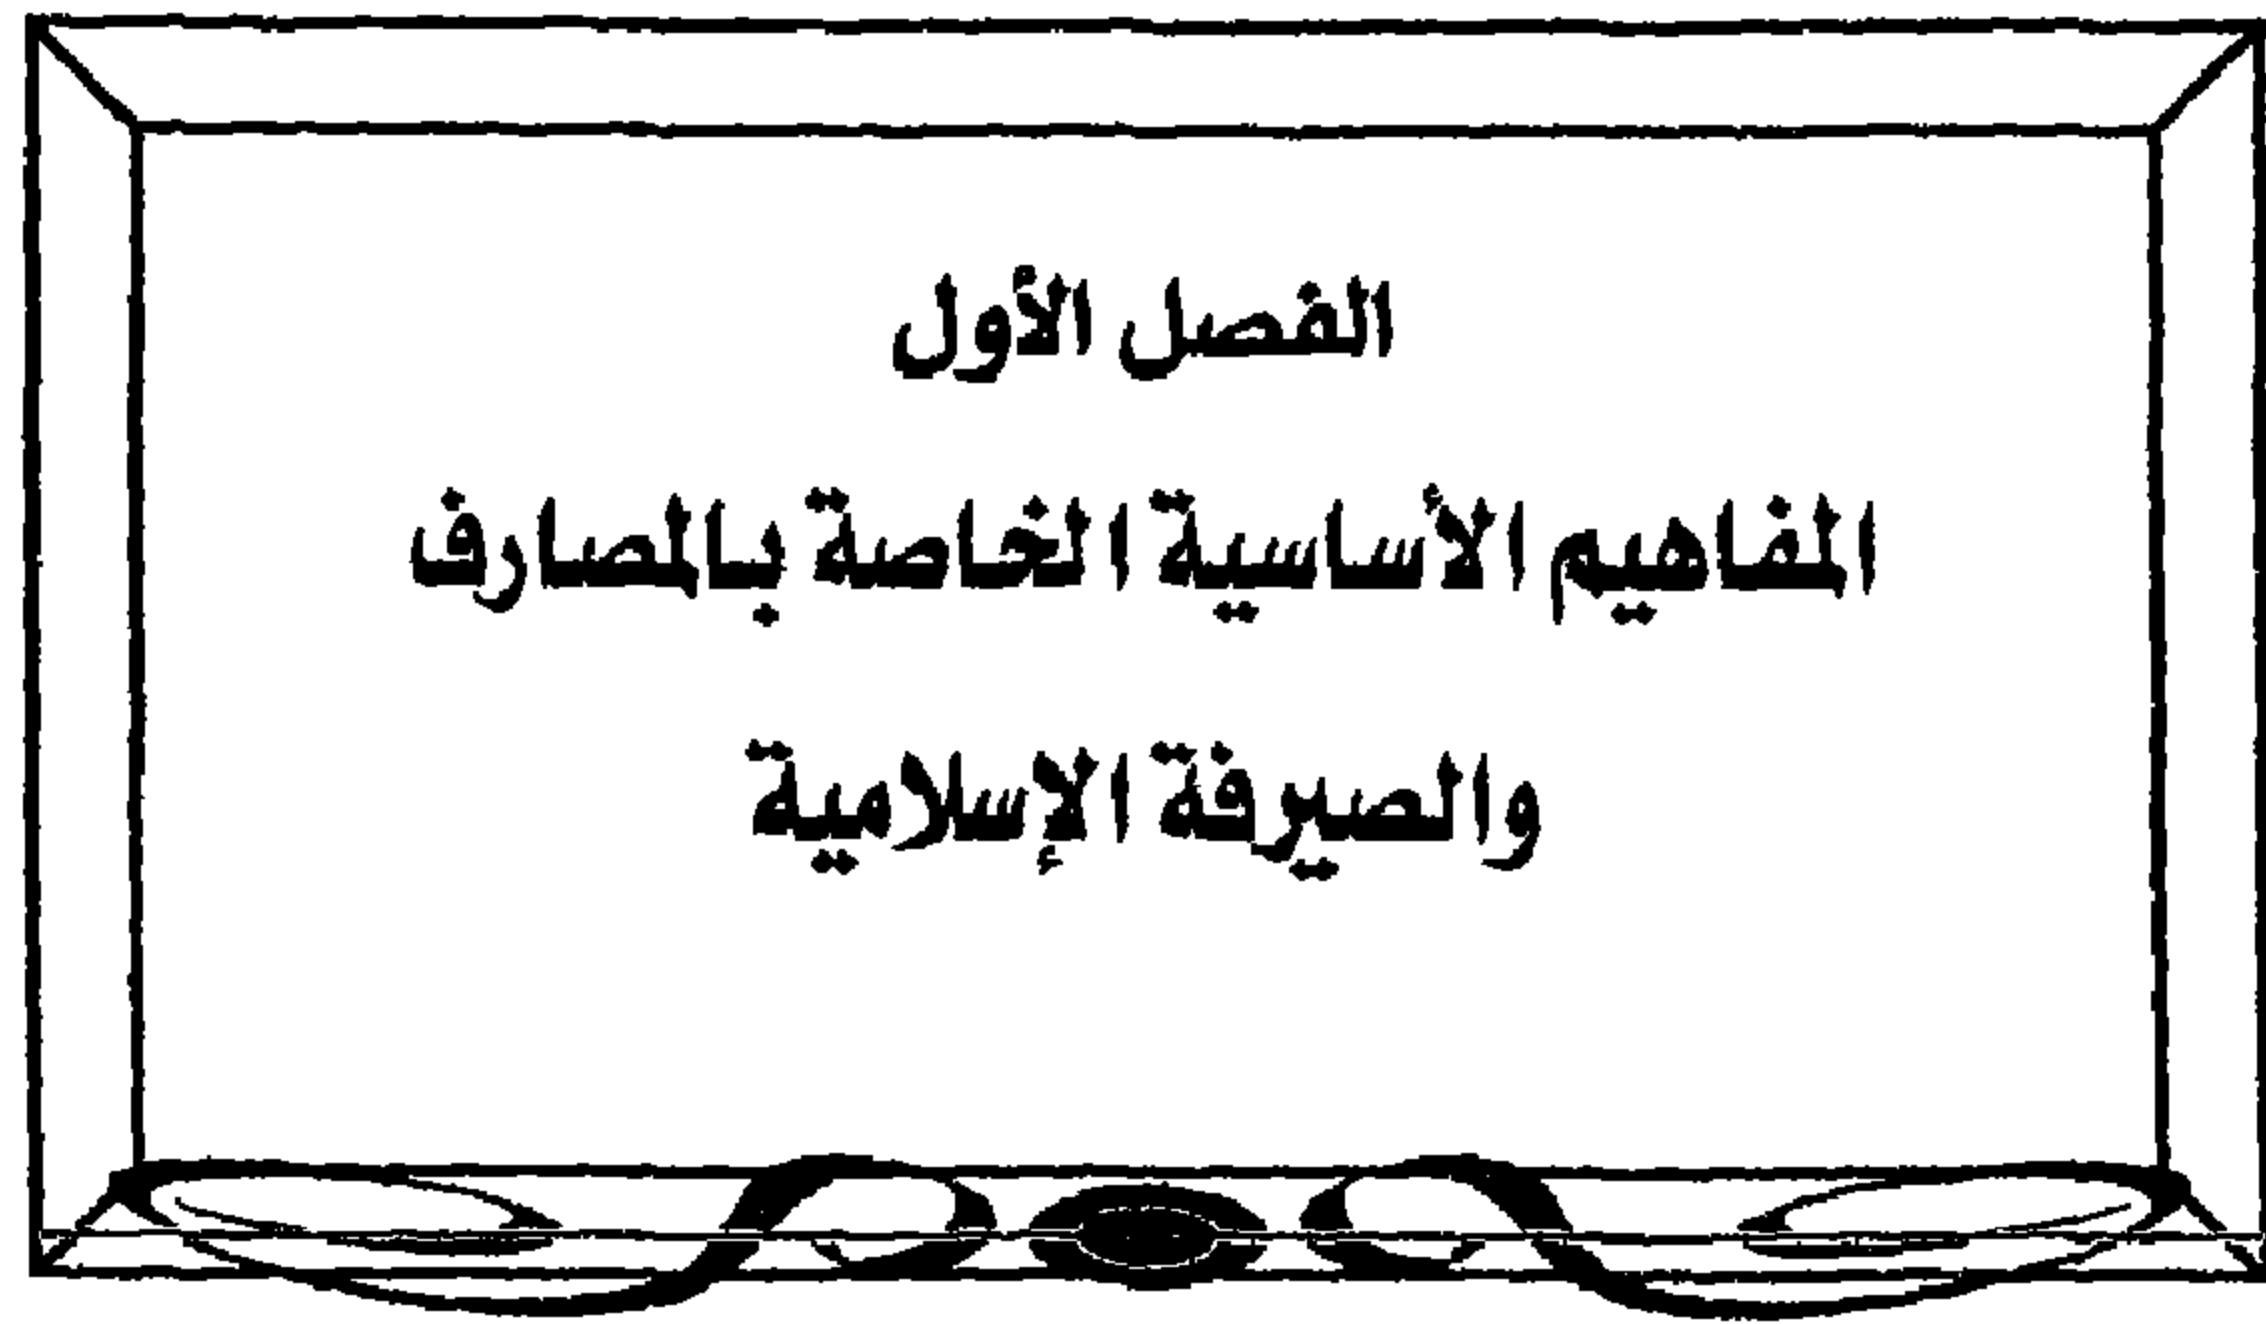 الفصل الأول
المفاهيم الأساسية الخاصة بالمصارف
والصيرفة الإسلامية